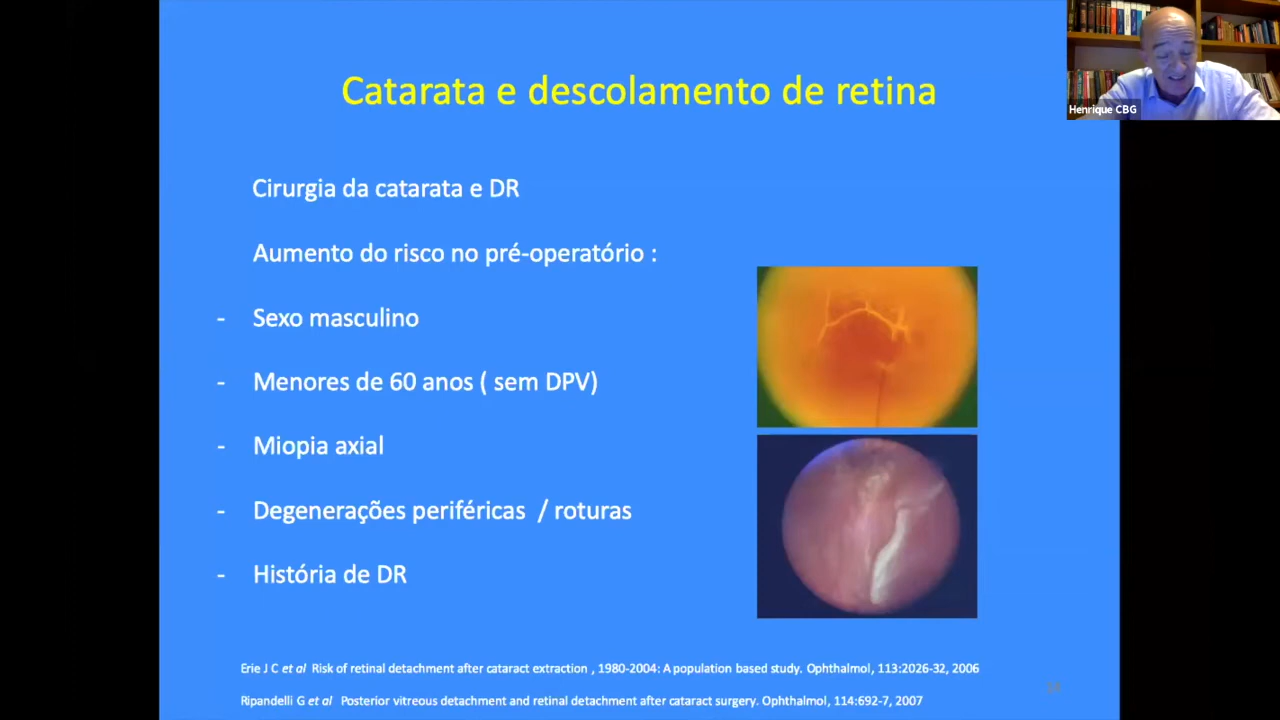 Catarata e descolamento de retina
Henrique CBG
Cirurgia da catarata e DR
Aumento do risco no pré-operatório :
- Sexo masculino
- Menores de 60 anos ( sem DPV)
- Miopia axial
- Degenerações periféricas / roturas
- História de DR
Erie J C et al Risk of retinal detachment after cataract extraction , 1980-2004: A population based study. Ophthalmol, 113:2026-32, 2006
Ripandelli G et al Posterior vitreous detachment and retinal detachment after cataract surgery. Ophthalmol, 114:692-7, 2007